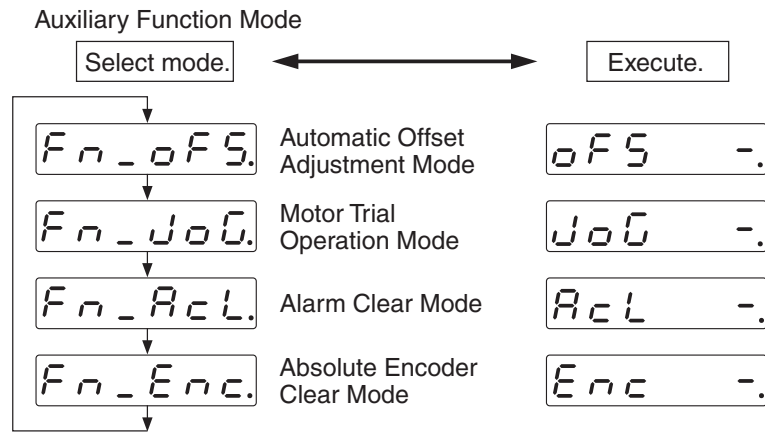 Auxiliary Function Mode
Select mode.
Execute.
Fn_oFS.
Automatic Offset
Adjustment Mode
oFS -.
Fn_JoG.
Motor Trial
Operation Mode
JoG -.
Fn_AcL.
Alarm Clear Mode
AcL -.
Fn_Enc.
Absolute Encoder
Clear Mode
Enc -.